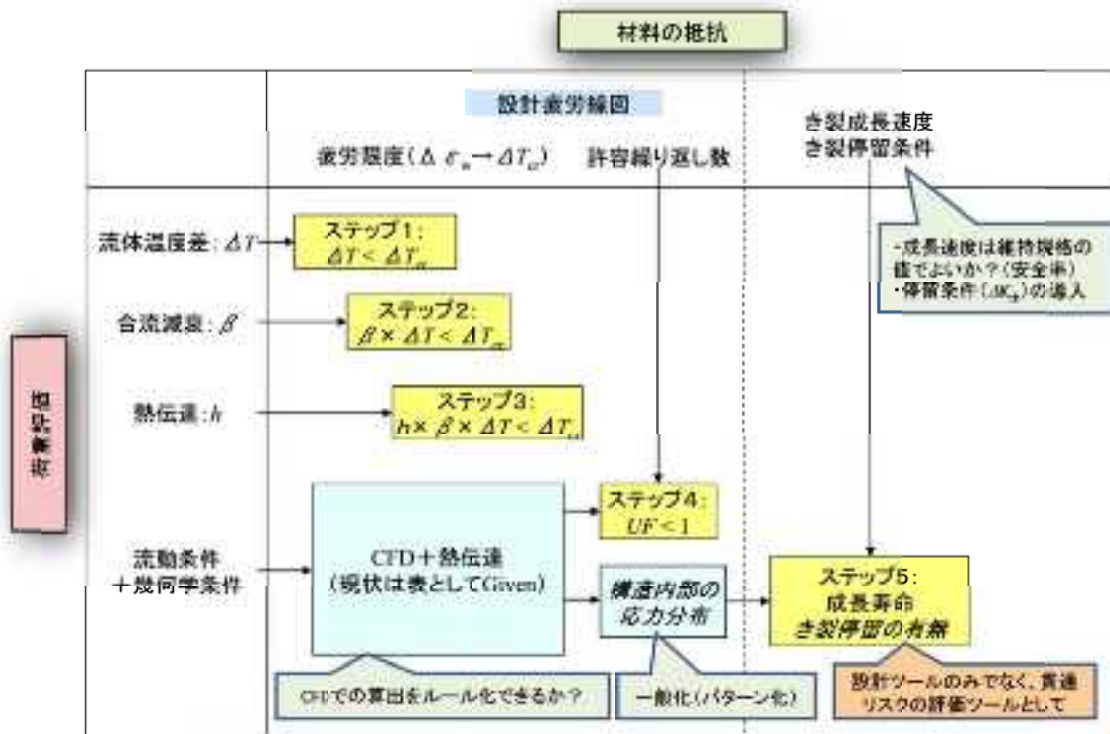 材料の抵抗
設計疲労線図
疲労限度(Δε→ΔT)
許容繰り返し数
き裂成長速度
き裂停留条件
流体温度差:ΔT
ステップ1:
ΔT<ΔT
・成長速度は維持規格の
値でよいか?(安全率)
・停留条件(ΔK)の導入
合流減衰:β
ステップ2:
β×ΔT<ΔT
熱伝達:h
ステップ3:
h×β×ΔT<ΔT
荷重評価
ステップ4:
UF<1
流動条件
+幾何学条件
CFD+熱伝達
(現状は表としてGiven)
構造内部の
応力分布
ステップ5:
成長寿命
き裂停留の有無
CFDでの算出をルール化できるか?
一般化(パターン化)
設計ツールのみでなく、貫通
リスクの評価ツールとして